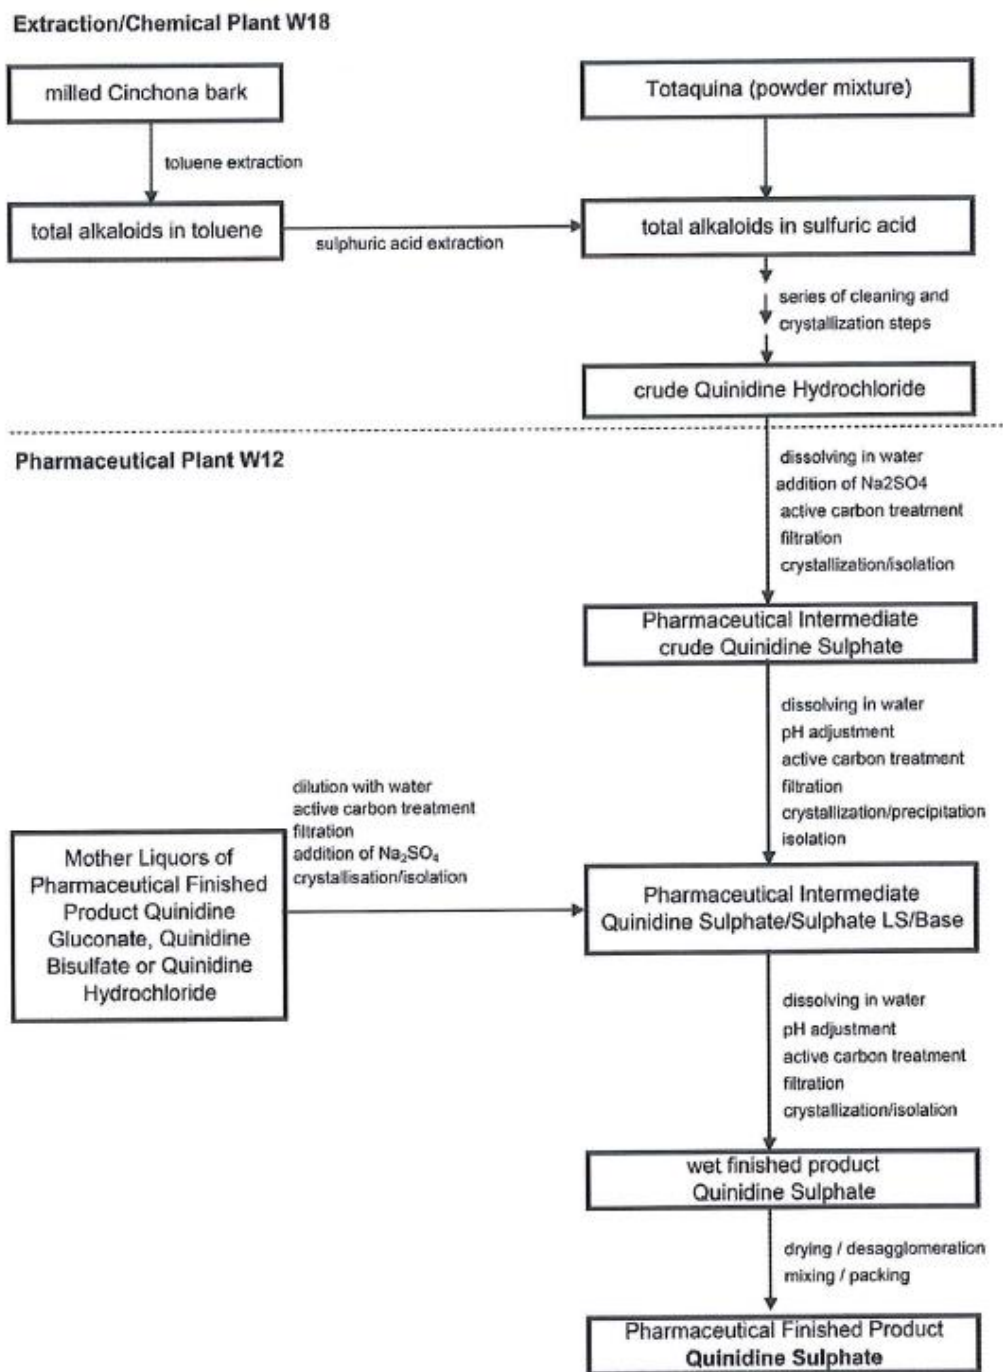 Extraction/Chemical Plant W18
milled Cinchona bark
Totaquina (powder mixture)
toluene extraction
total alkaloids in toluene
sulphuric acid extraction
total alkaloids in sulfuric acid
series of cleaning and
crystallization steps
crude Quinidine Hydrochloride
Pharmaceutical Plant W12
dissolving in water
addition of Na2SO4
active carbon treatment
filtration
crystallization/isolation
Pharmaceutical Intermediate
crude Quinidine Sulphate
dissolving in water
pH adjustment
active carbon treatment
filtration
crystallization/precipitation
isolation
dilution with water
active carbon treatment
filtration
addition of Na₂SO₄
crystallisation/isolation
Mother Liquors of
Pharmaceutical Finished
Product Quinidine
Gluconate, Quinidine
Bisulfate or Quinidine
Hydrochloride
Pharmaceutical Intermediate
Quinidine Sulphate/Sulphate LS/Base
dissolving in water
pH adjustment
active carbon treatment
filtration
crystallization/isolation
wet finished product
Quinidine Sulphate
drying / desagglomeration
mixing / packing
Pharmaceutical Finished Product
Quinidine Sulphate